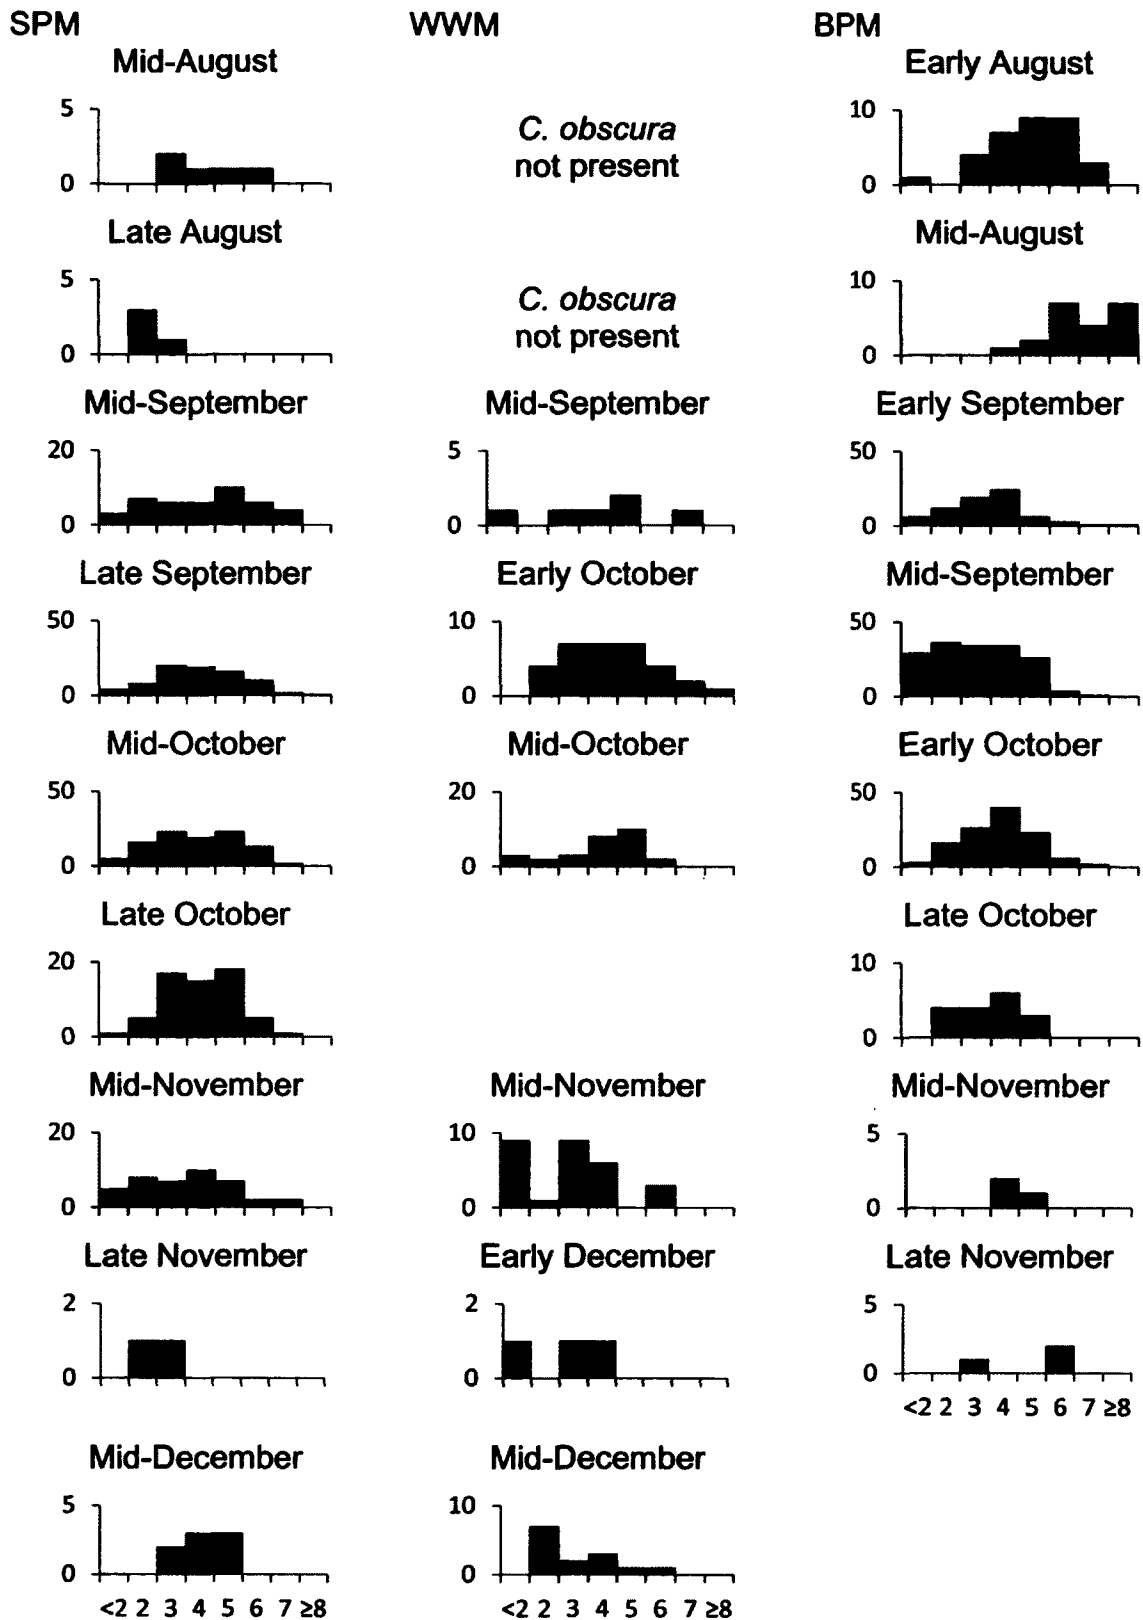 SPM WWM BPM
Mid-August Early August
5 10
C. obscura
not present
0 0
Late August Mid-August
5 10
C. obscura
not present
0 0
Mid-September Mid-September Early September
20 5 50
0 0 0
Late September Early October Mid-September
50 10 50
0 0 0
Mid-October Mid-October Early October
50 20 50
0 0 0
Late October Late October
20 10
0 0
Mid-November Mid-November Mid-November
20 10 5
0 0 0
Late November Early December Late November
2 2 5
0 0 0
<2 2 3 4 5 6 7 ≥8
Mid-December Mid-December
5 10
0 0
<2 2 3 4 5 6 7 ≥8 <2 2 3 4 5 6 7 ≥8